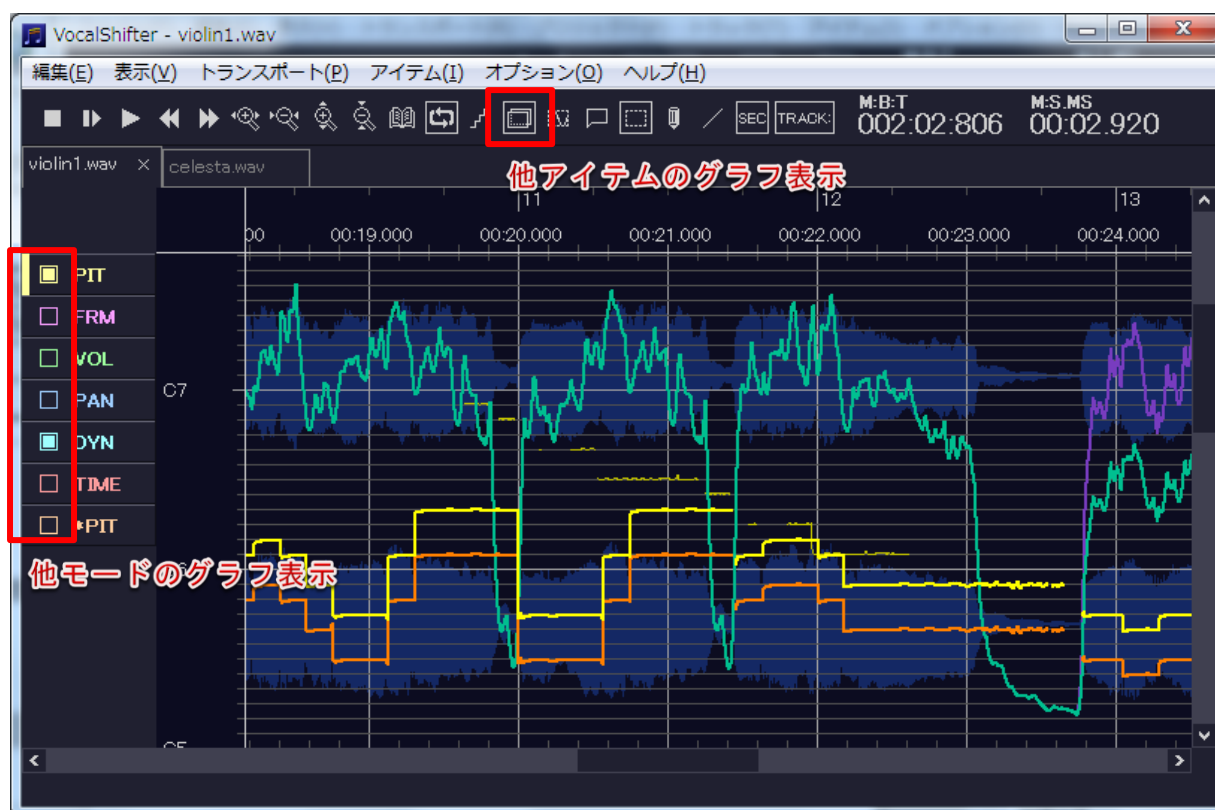 VocalShifter - violin1.wav
編集(E) 表示(V) トランスポート(P) アイテム(I) オプション(O) ヘルプ(H)
SEC TRACK: M:B:T 002:02:806 M:S.MS 00:02.920
violin1.wav × celesta.wav
他アイテムのグラフ表示
11 12 13
00 00:19.000 00:20.000 00:21.000 00:22.000 00:23.000 00:24.000
PIT
FRM
VOL
C7
PAN
DYN
TIME
*PIT
他モードのグラフ表示